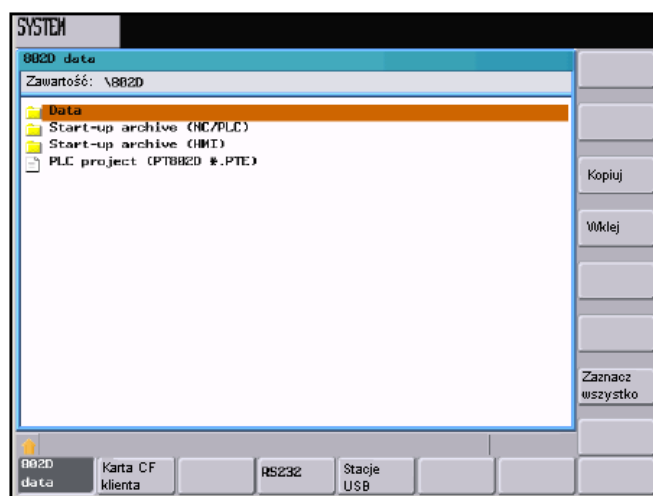 SYSTEM
802D data
Zawartość: \802D
Data
Start-up archive (NC/PLC)
Start-up archive (HMI)
PLC project (PT802D *.PTE)
Kopiuj
Wklej
Zaznacz
wszystko
802D
data
Karta CF
klienta
RS232
Stacje
USB